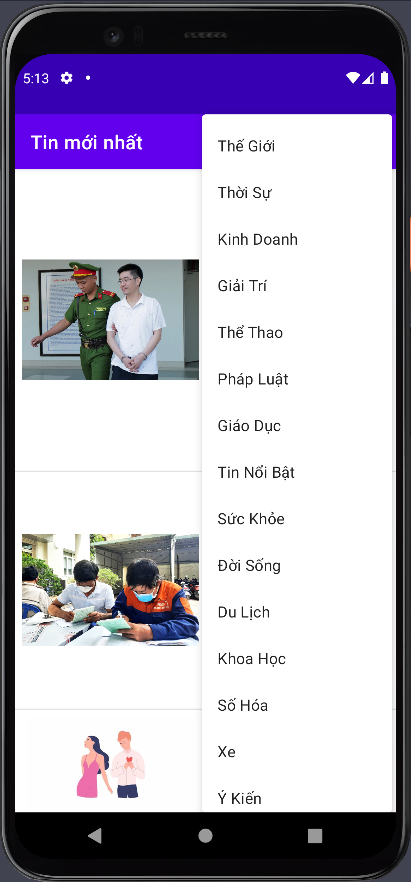 5:13
Tin mới nhất
Thế Giới
Thời Sự
Kinh Doanh
Giải Trí
Thể Thao
Pháp Luật
Giáo Dục
Tin Nổi Bật
Sức Khỏe
Đời Sống
Du Lịch
Khoa Học
Số Hóa
Xe
Ý Kiến